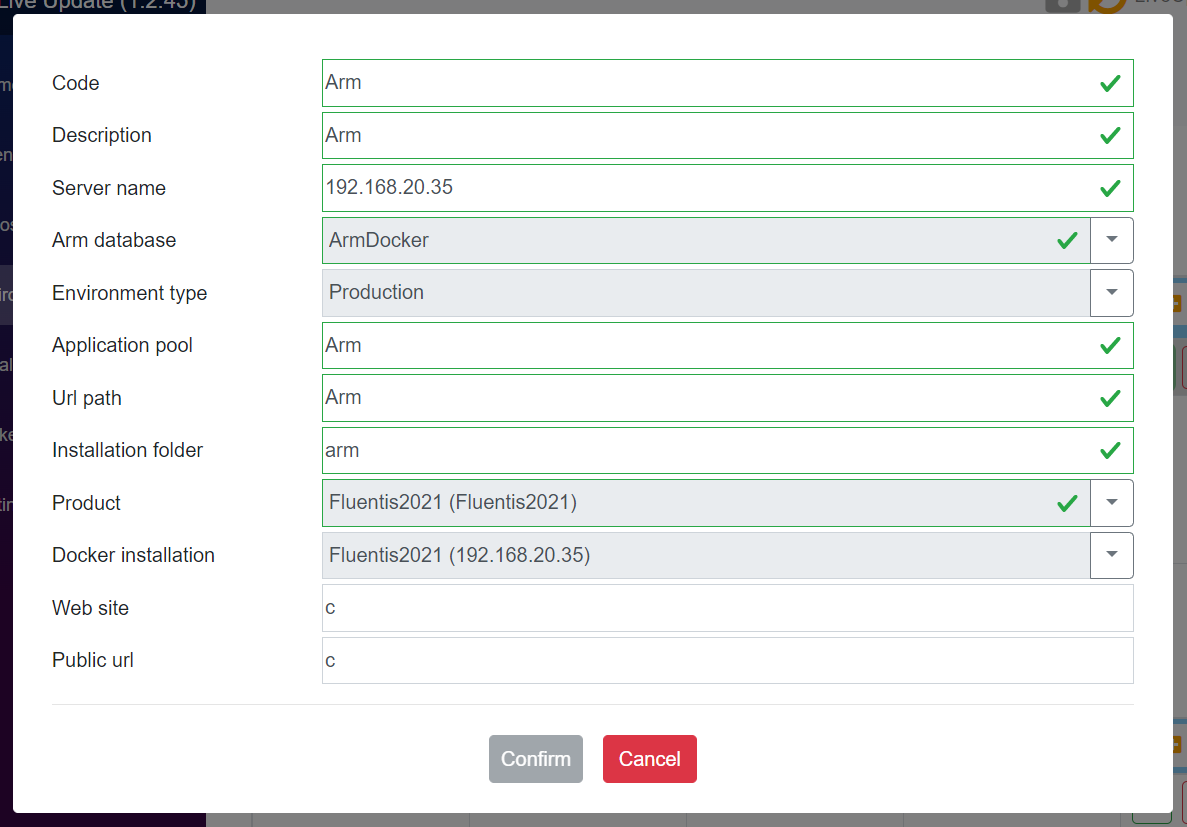 Live Update (1.2.45)
Code Arm
Description Arm
Server name 192.168.20.35
Arm database ArmDocker
Environment type Production
Application pool Arm
Url path Arm
Installation folder arm
Product Fluentis2021 (Fluentis2021)
Docker installation Fluentis2021 (192.168.20.35)
Web site c
Public url c
Confirm Cancel